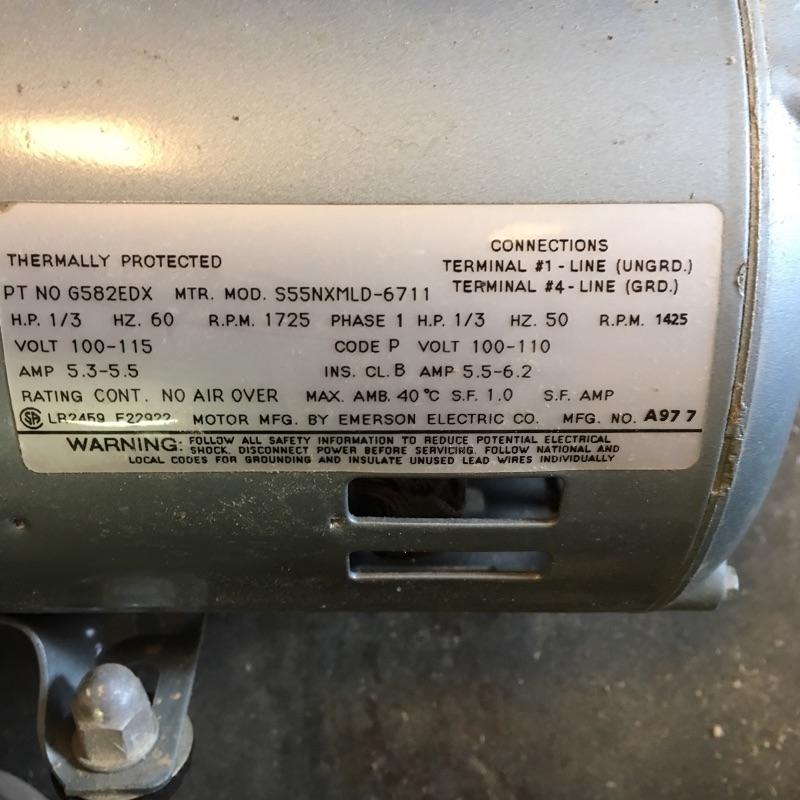 THERMALLY PROTECTED
CONNECTIONS
TERMINAL #1 - LINE (UNGRD.)
TERMINAL #4 - LINE (GRD.)
PT NO G582EDX MTR. MOD. S55NXMLD-6711
H.P. 1/3 HZ. 60 R.P.M. 1725 PHASE 1 H.P. 1/3 HZ. 50 R.P.M. 1425
VOLT 100-115 CODE P VOLT 100-110
AMP 5.3-5.5 INS. CL. B AMP 5.5-6.2
RATING CONT. NO AIR OVER MAX. AMB. 40°C S.F. 1.0 S.F. AMP
SA LR2459 E22922 MOTOR MFG. BY EMERSON ELECTRIC CO. MFG. NO. A97 7
WARNING: FOLLOW ALL SAFETY INFORMATION TO REDUCE POTENTIAL ELECTRICAL
SHOCK. DISCONNECT POWER BEFORE SERVICING. FOLLOW NATIONAL AND
LOCAL CODES FOR GROUNDING AND INSULATE UNUSED LEAD WIRES INDIVIDUALLY